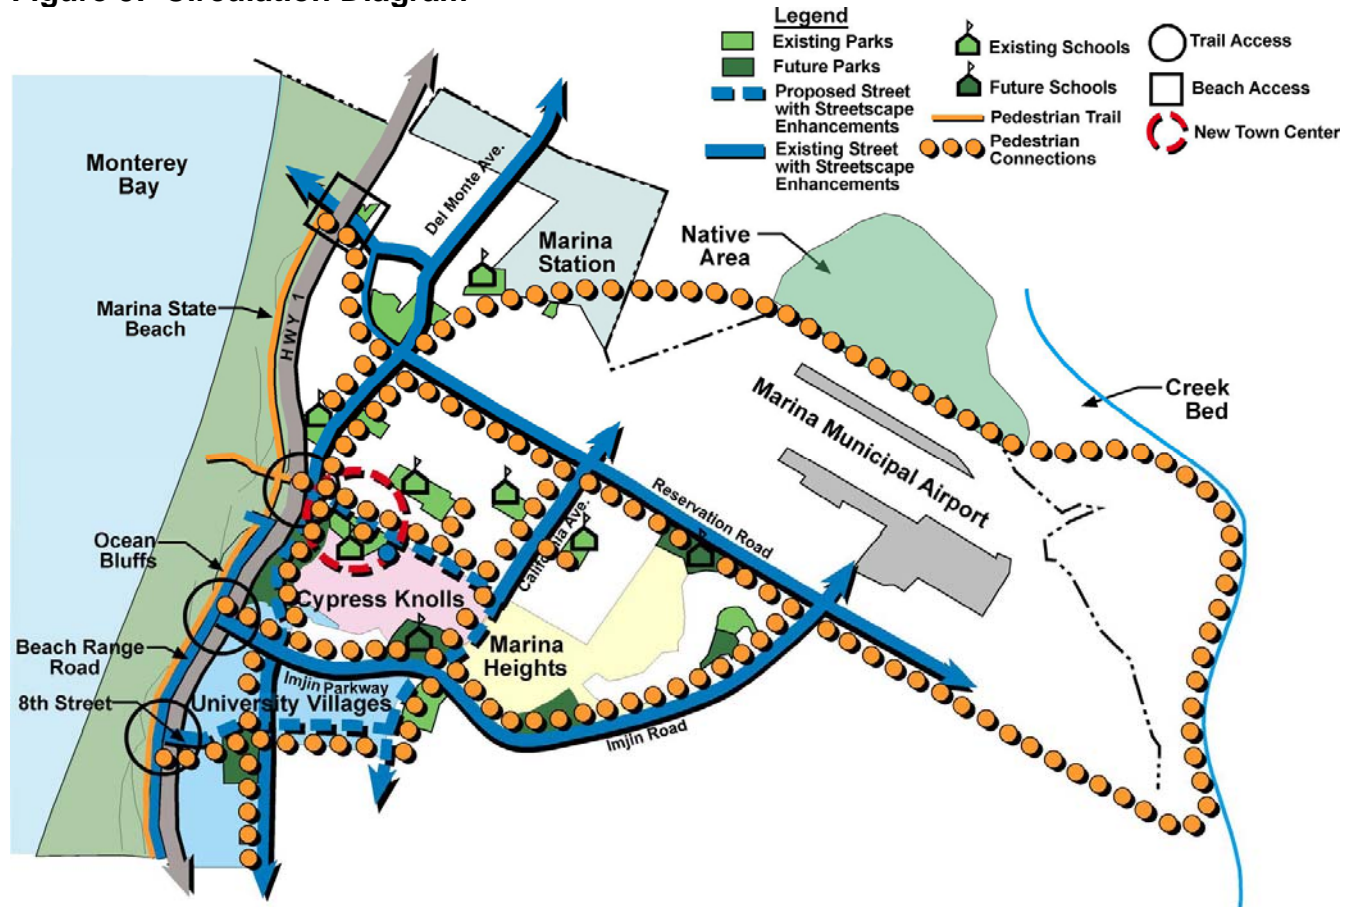 Figure 3: Circulation Diagram
Legend
Existing Parks
Future Parks
Proposed Street
with Streetscape
Enhancements
Existing Street
with Streetscape
Enhancements
Existing Schools
Future Schools
Pedestrian Trail
Pedestrian
Connections
Trail Access
Beach Access
New Town Center
Monterey
Bay
Del Monte Ave.
Marina
Station
Native
Area
Marina State
Beach
HWY 1
Creek
Bed
Marina Municipal Airport
Reservation Road
California Ave.
Ocean
Bluffs
Cypress Knolls
Beach Range
Road
Marina
Heights
Imjin Parkway
8th Street
University Villages
Imjin Road